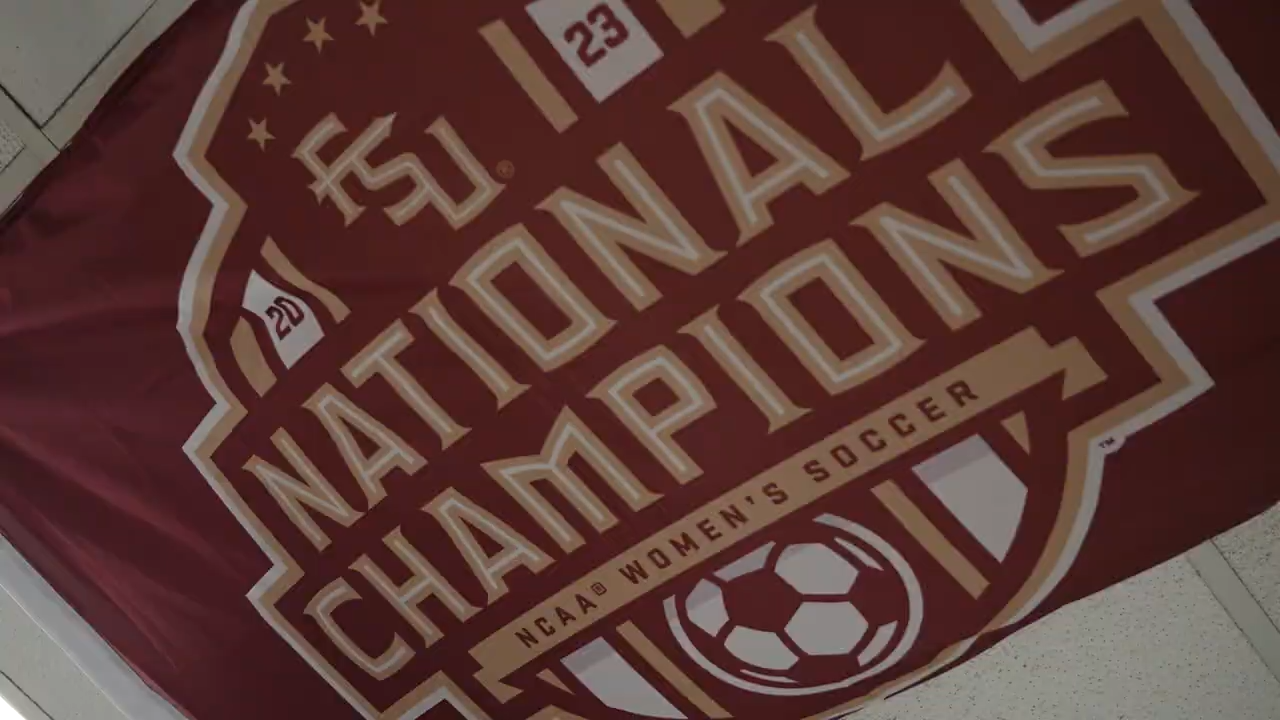 FSU®
20 23
NATIONAL
CHAMPIONS
NCAA® WOMEN'S SOCCER
™